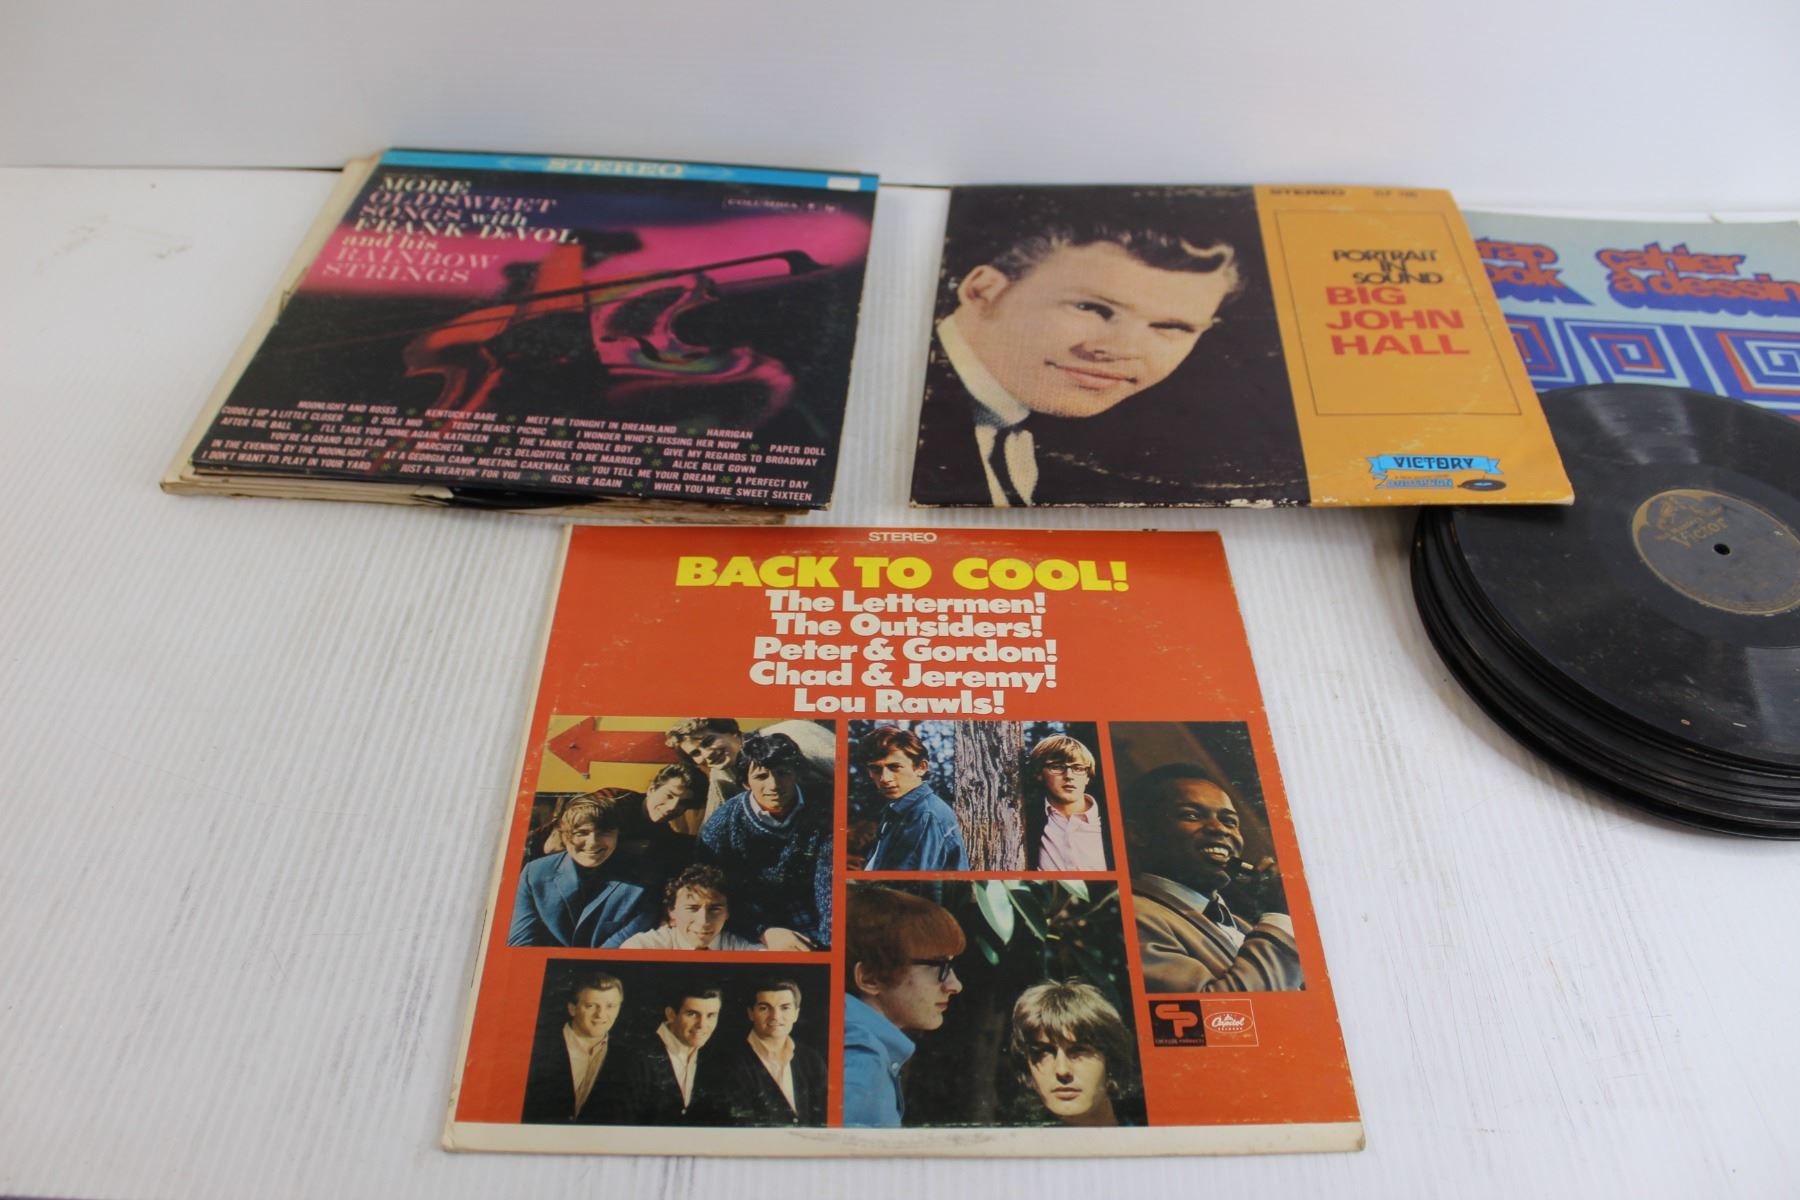 STEREO
MORE
OLD SWEET
SONGS with
FRANK DeVOL
and his
RAINBOW
STRINGS
COLUMBIA
MOONLIGHT AND ROSES * KENTUCKY BABE * MEET ME TONIGHT IN DREAMLAND * HARRIGAN
CUDDLE UP A LITTLE CLOSER * O SOLE MIO * TEDDY BEARS' PICNIC * I WONDER WHO'S KISSING HER NOW * PAPER DOLL
AFTER THE BALL * I'LL TAKE YOU HOME AGAIN, KATHLEEN * THE YANKEE DOODLE BOY * GIVE MY REGARDS TO BROADWAY
YOU'RE A GRAND OLD FLAG * MARCHETA * IT'S DELIGHTFUL TO BE MARRIED * ALICE BLUE GOWN
IN THE EVENING BY THE MOONLIGHT * AT A GEORGIA CAMP MEETING CAKEWALK * YOU TELL ME YOUR DREAM * A PERFECT DAY
I DON'T WANT TO PLAY IN YOUR YARD * JUST A-WEARYIN' FOR YOU * KISS ME AGAIN * WHEN YOU WERE SWEET SIXTEEN
STEREO
PORTRAIT
IN
SOUND
BIG
JOHN
HALL
VICTORY
Zondervan
cahier
à dessin
Victor
STEREO
BACK TO COOL!
The Lettermen!
The Outsiders!
Peter & Gordon!
Chad & Jeremy!
Lou Rawls!
CP
CREATIVE PRODUCTS
Capitol
RECORDS